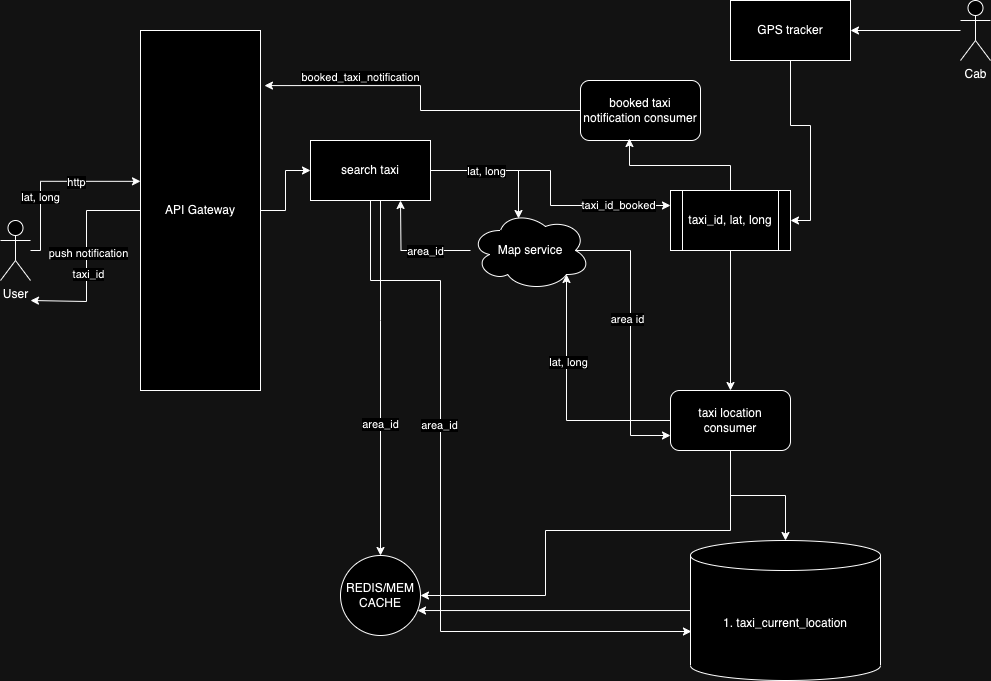 GPS tracker
Cab
booked_taxi_notification
booked taxi
notification consumer
search taxi
lat, long
http
lat, long
API Gateway
taxi_id_booked
taxi_id, lat, long
push notification
taxi_id
User
area_id
Map service
area id
lat, long
taxi location
consumer
area_id
area_id
REDIS/MEM
CACHE
1. taxi_current_location